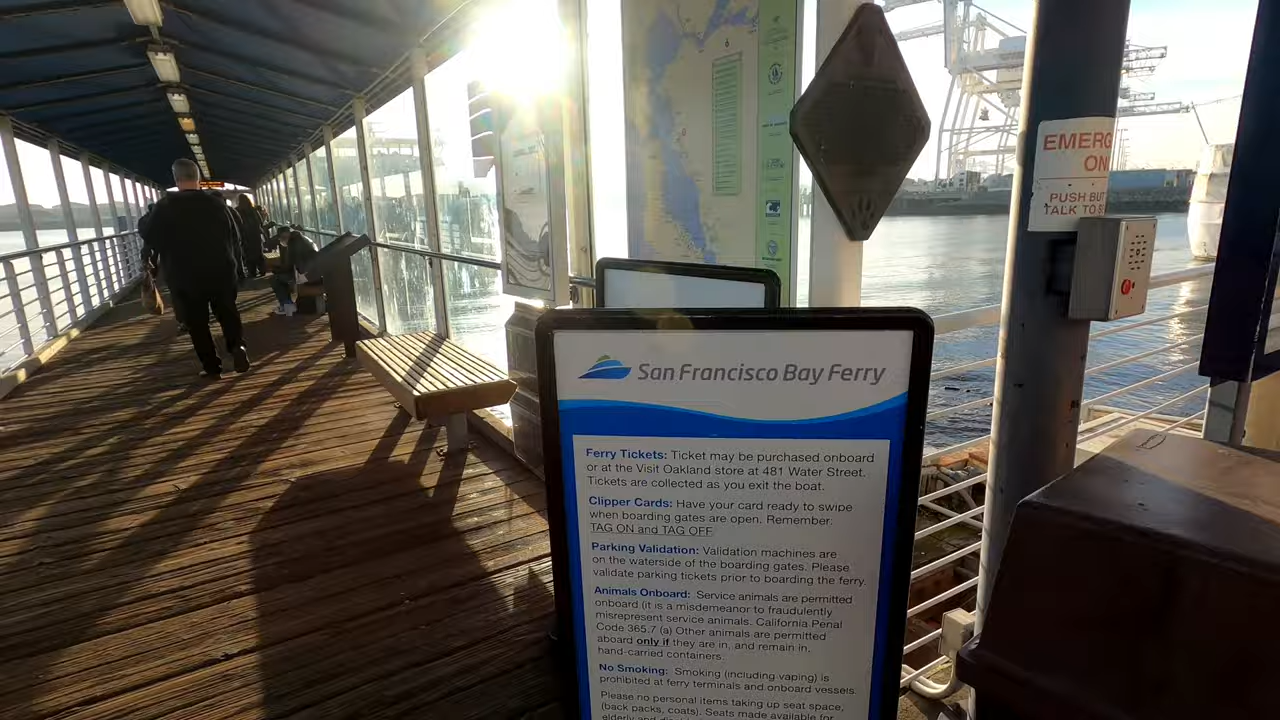 EMERG
ON
PUSH BUT
TALK TO S
San Francisco Bay Ferry
Ferry Tickets: Ticket may be purchased onboard
or at the Visit Oakland store at 481 Water Street.
Tickets are collected as you exit the boat.
Clipper Cards: Have your card ready to swipe
when boarding gates are open. Remember:
TAG ON and TAG OFF
Parking Validation: Validation machines are
on the waterside of the boarding gates. Please
validate parking tickets prior to boarding the ferry.
Animals Onboard: Service animals are permitted
onboard (it is a misdemeanor to fraudulently
misrepresent service animals. California Penal
Code 365.7 (a) Other animals are permitted
aboard only if they are in, and remain in,
hand-carried containers.
No Smoking: Smoking (including vaping) is
prohibited at ferry terminals and onboard vessels.
Please no personal items taking up seat space,
(back packs, coats). Seats made available for
elderly and